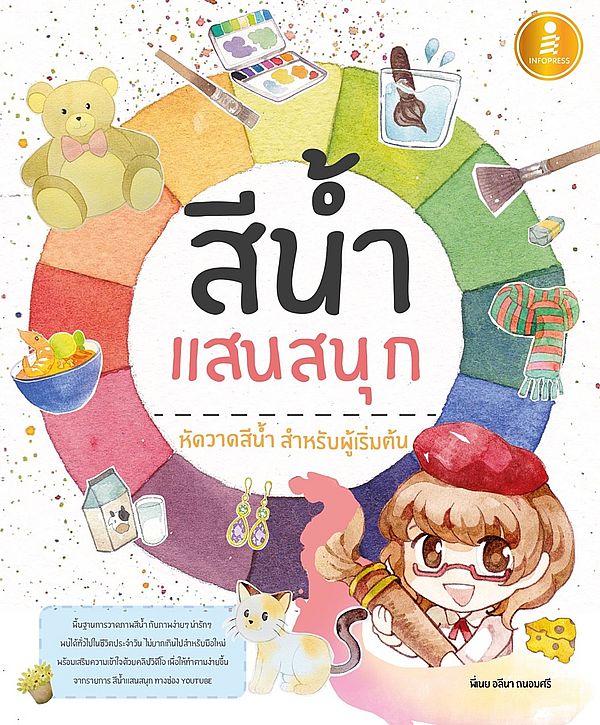 INFOPRESS
สีน้ำ
แสนสนุก
หัดวาดสีน้ำ สำหรับผู้เริ่มต้น
พื้นฐานการวาดภาพสีน้ำ กับภาพง่ายๆ น่ารักๆ
พบได้ทั่วไปในชีวิตประจำวัน ไม่ยากเกินไปสำหรับมือใหม่
พร้อมเสริมความเข้าใจด้วยคลิปวิดีโอ เพื่อให้ทำตามง่ายขึ้น
จากรายการ สีน้ำแสนสนุก ทางช่อง YOUTUBE
พี่เนย อลีนา ถนอมศรี